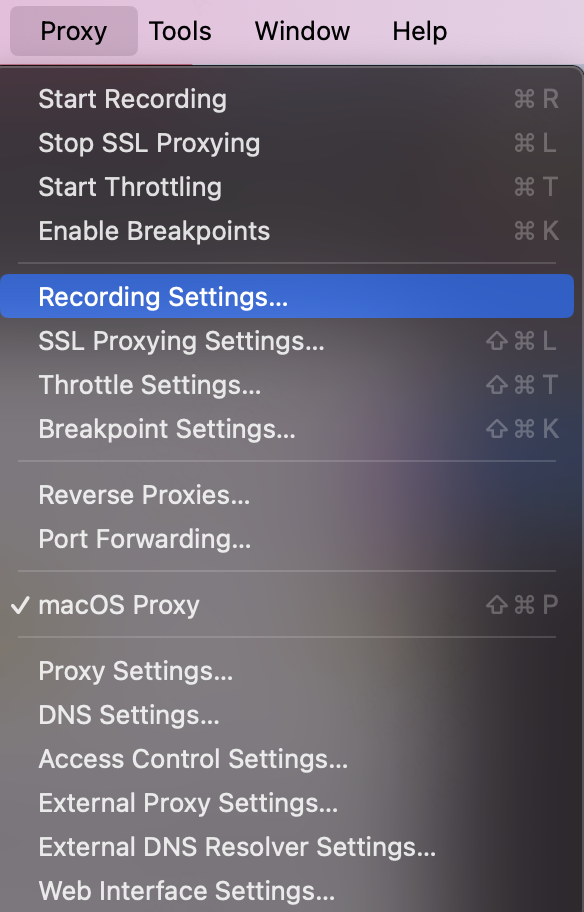 Proxy Tools Window Help
Start Recording ⌘ R
Stop SSL Proxying ⌘ L
Start Throttling ⌘ T
Enable Breakpoints ⌘ K
Recording Settings...
SSL Proxying Settings... ⇧ ⌘ L
Throttle Settings... ⇧ ⌘ T
Breakpoint Settings... ⇧ ⌘ K
Reverse Proxies...
Port Forwarding...
✓ macOS Proxy ⇧ ⌘ P
Proxy Settings...
DNS Settings...
Access Control Settings...
External Proxy Settings...
External DNS Resolver Settings...
Web Interface Settings...